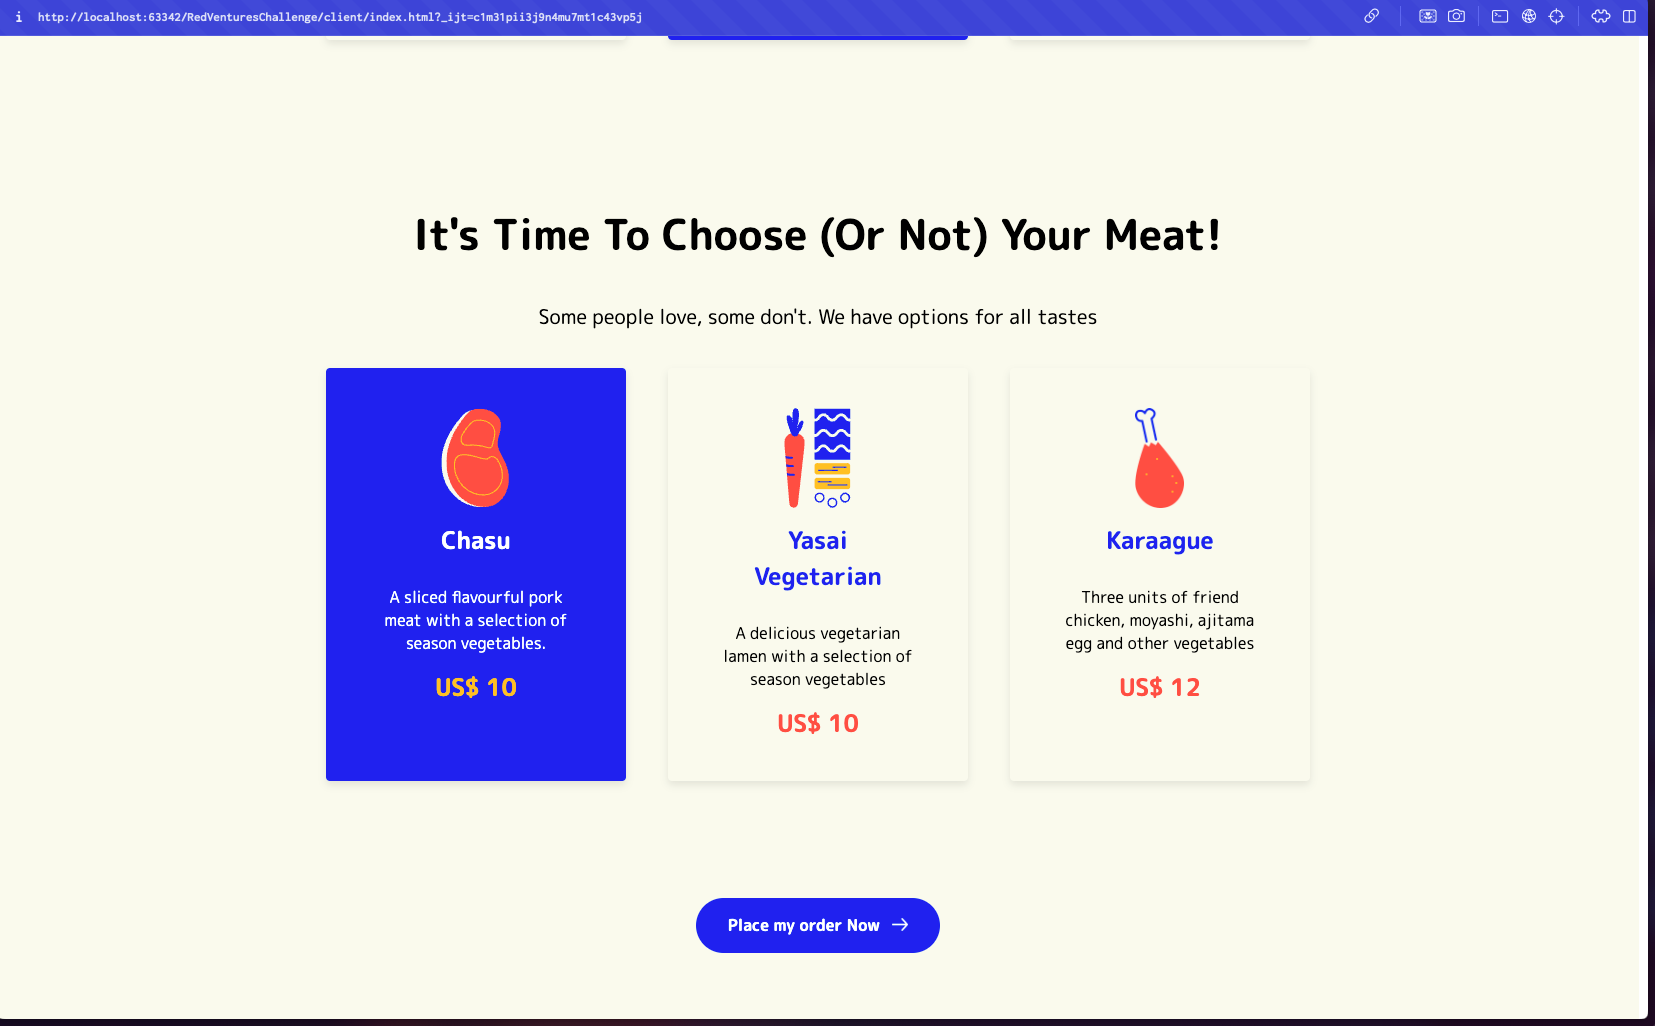 i http://localhost:63342/RedVenturesChallenge/client/index.html?_ijt=c1m31pii3j9n4mu7mt1c43vp5j
It's Time To Choose (Or Not) Your Meat!
Some people love, some don't. We have options for all tastes
Chasu
A sliced flavourful pork
meat with a selection of
season vegetables.
US$ 10
Yasai
Vegetarian
A delicious vegetarian
lamen with a selection of
season vegetables
US$ 10
Karaague
Three units of friend
chicken, moyashi, ajitama
egg and other vegetables
US$ 12
Place my order Now